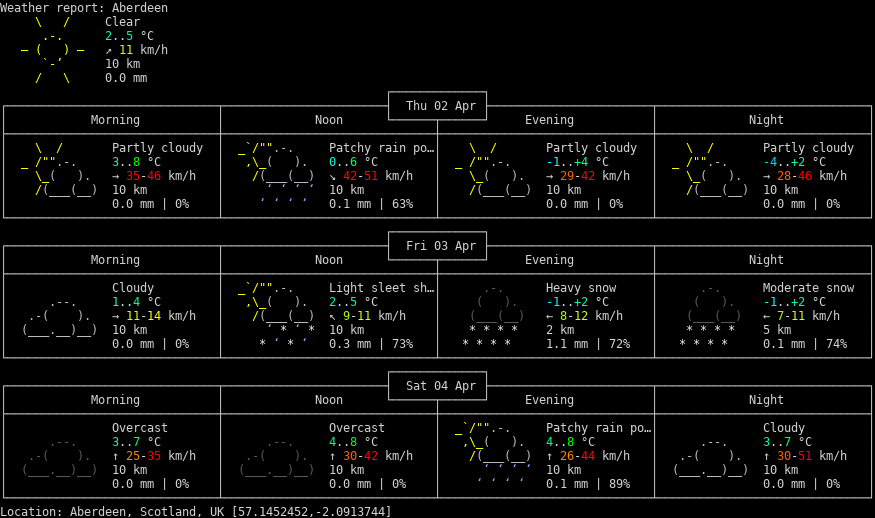 Weather report: Aberdeen
Clear
2..5 °C
↗ 11 km/h
10 km
0.0 mm
Thu 02 Apr
Morning Noon Evening Night
Partly cloudy Patchy rain po… Partly cloudy Partly cloudy
3..8 °C 0..6 °C -1..+4 °C -4..+2 °C
→ 35-46 km/h ↘ 42-51 km/h → 29-42 km/h → 28-46 km/h
10 km 10 km 10 km 10 km
0.0 mm | 0% 0.1 mm | 63% 0.0 mm | 0% 0.0 mm | 0%
Fri 03 Apr
Morning Noon Evening Night
Cloudy Light sleet sh… Heavy snow Moderate snow
1..4 °C 2..5 °C -1..+2 °C -1..+2 °C
→ 11-14 km/h ↖ 9-11 km/h ← 8-12 km/h ← 7-11 km/h
10 km 10 km 2 km 5 km
0.0 mm | 0% 0.3 mm | 73% 1.1 mm | 72% 0.1 mm | 74%
Sat 04 Apr
Morning Noon Evening Night
Overcast Overcast Patchy rain po… Cloudy
3..7 °C 4..8 °C 4..8 °C 3..7 °C
↑ 25-35 km/h ↑ 30-42 km/h ↑ 26-44 km/h ↑ 30-51 km/h
10 km 10 km 10 km 10 km
0.0 mm | 0% 0.0 mm | 0% 0.1 mm | 89% 0.0 mm | 0%
Location: Aberdeen, Scotland, UK [57.1452452,-2.0913744]